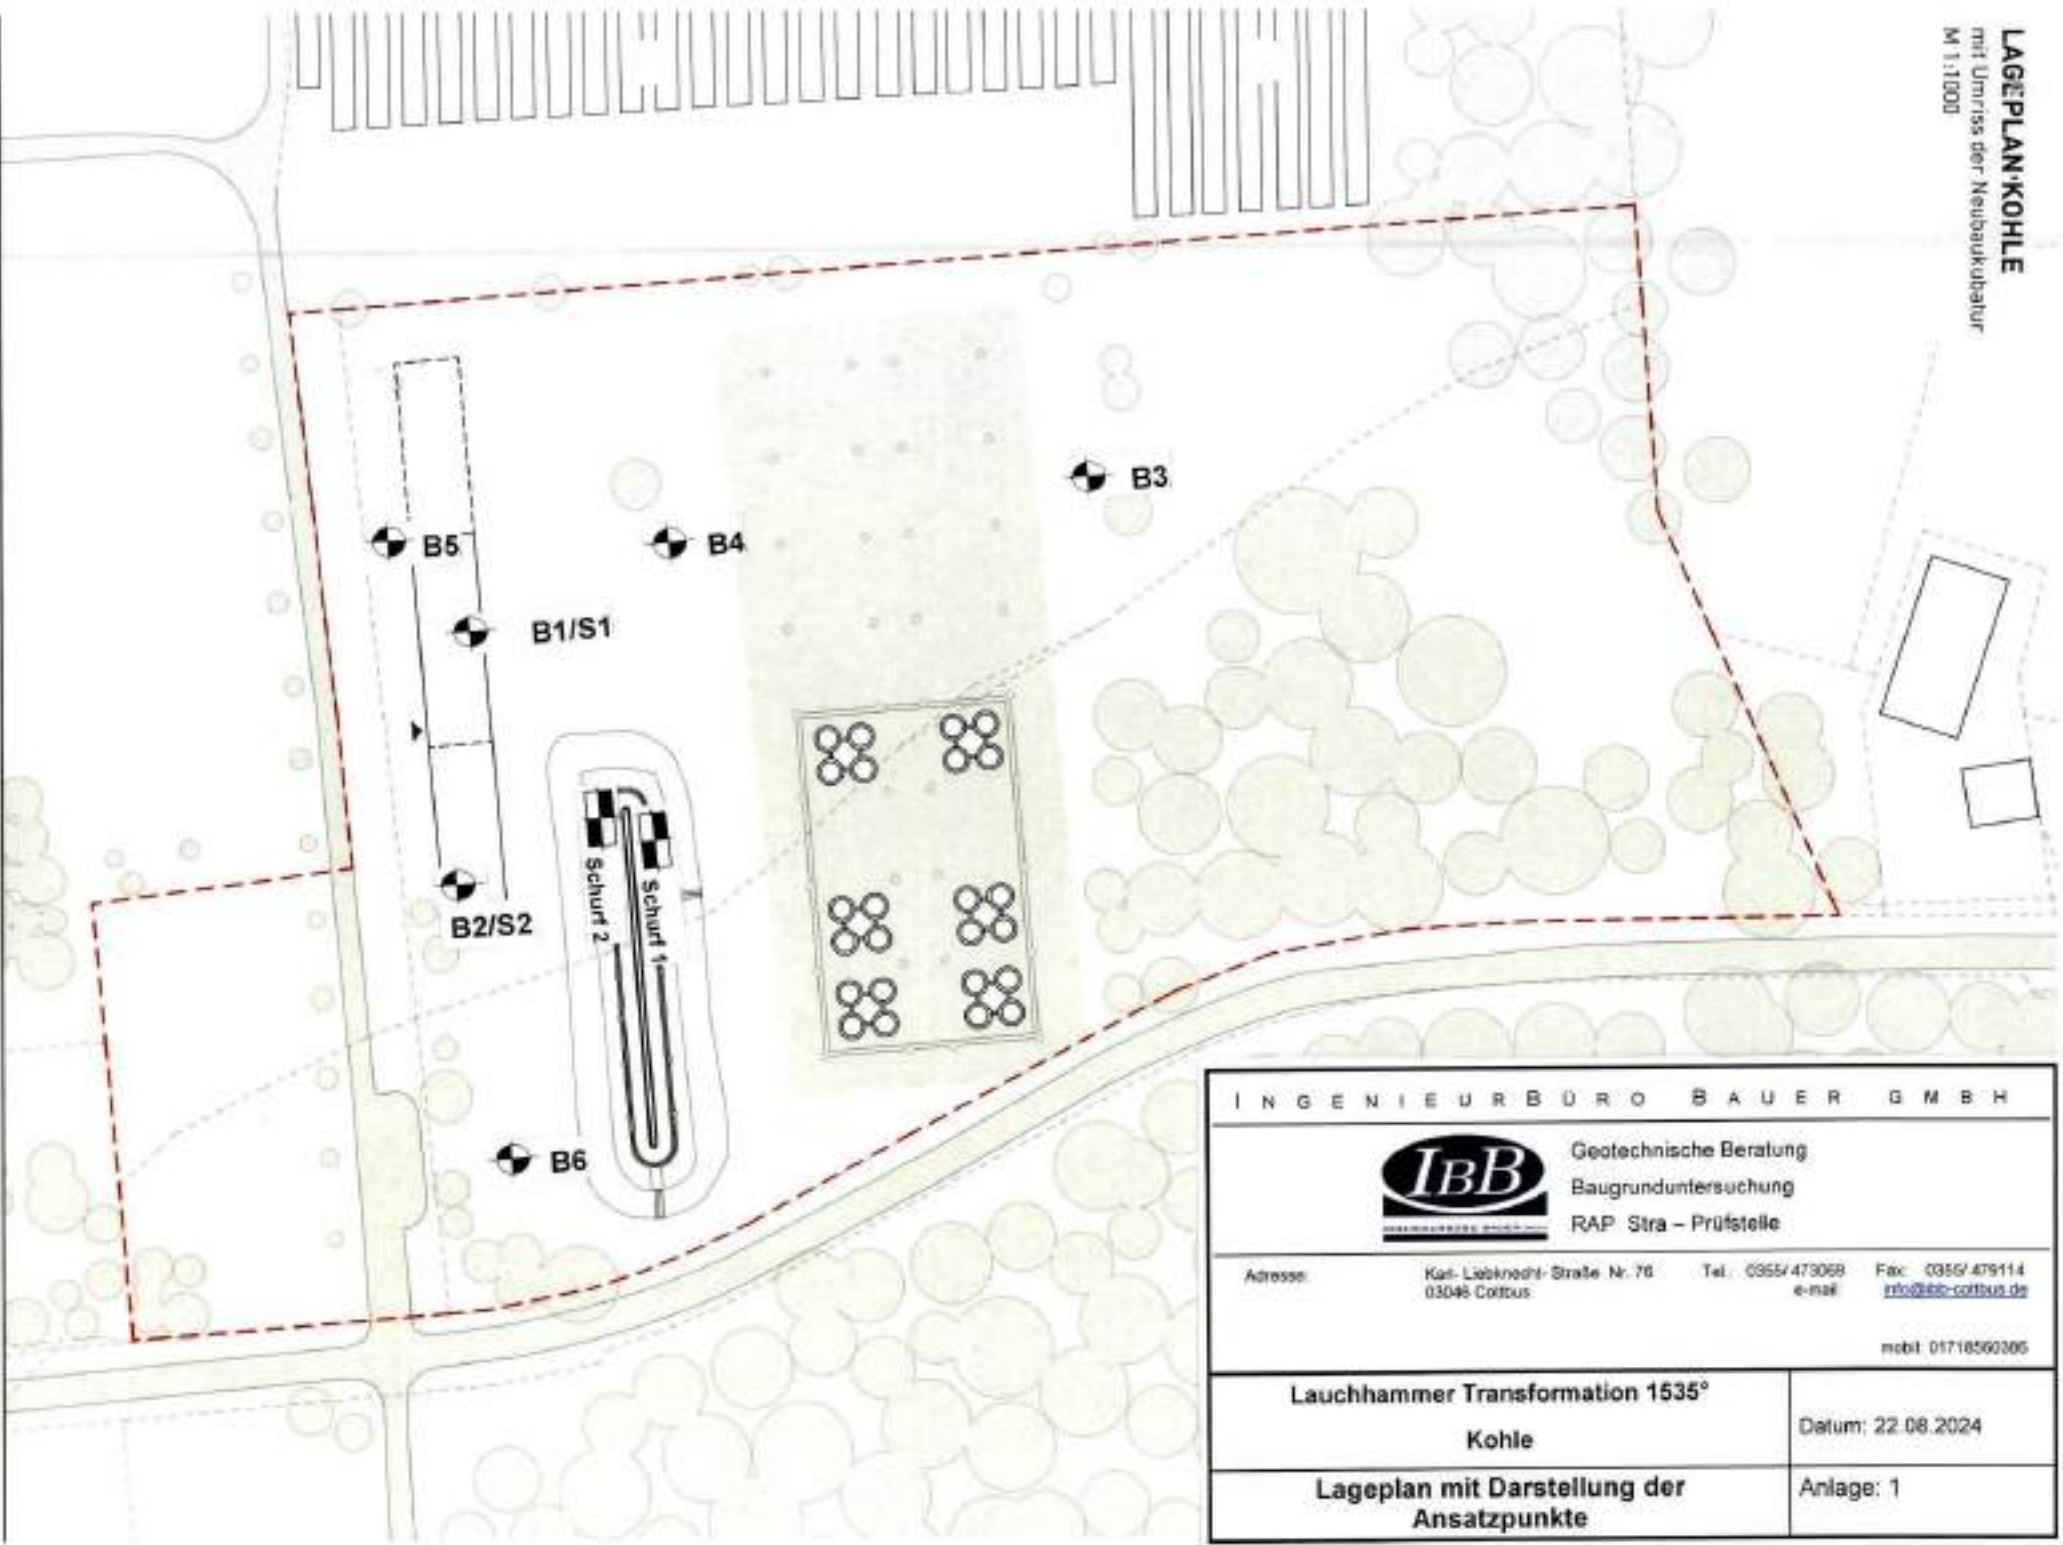 LAGEPLAN KOHLE
mit Umriss der Neubaukubatur
M 1:1000
B3
B5
B4
B1/S1
B2/S2
Schurf 2
Schurf 1
B6
INGENIEURBÜRO BAUER GMBH
IBB
Geotechnische Beratung
Baugrunduntersuchung
RAP Stra – Prüfstelle
Adresse: Karl- Liebknecht- Straße Nr. 76 Tel.: 0355/ 473069 Fax: 0355/ 479114
03046 Cottbus e-mail: info@ibb-cottbus.de
mobil: 01718560386
Lauchhammer Transformation 1535°
Kohle
Datum: 22.08.2024
Lageplan mit Darstellung der
Ansatzpunkte
Anlage: 1